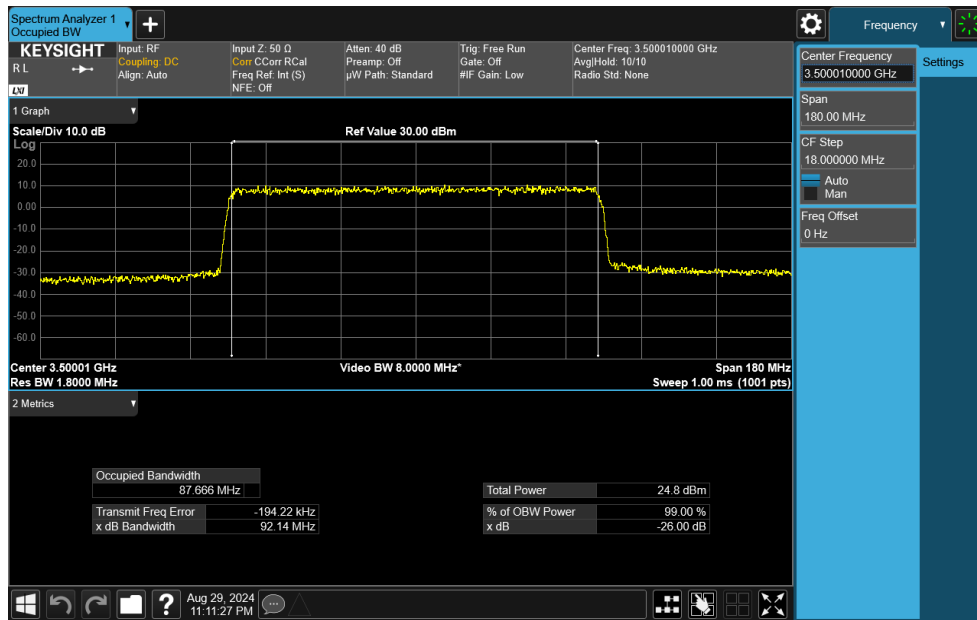 Spectrum Analyzer 1
Occupied BW
Frequency
KEYSIGHT
R L
LXI
Input: RF
Coupling: DC
Align: Auto
Input Z: 50 Ω
Corr CCorr RCal
Freq Ref: Int (S)
NFE: Off
Atten: 40 dB
Preamp: Off
µW Path: Standard
Trig: Free Run
Gate: Off
#IF Gain: Low
Center Freq: 3.500010000 GHz
Avg|Hold: 10/10
Radio Std: None
Center Frequency
3.500010000 GHz
Settings
Span
180.00 MHz
CF Step
18.000000 MHz
Auto
Man
Freq Offset
0 Hz
1 Graph
Scale/Div 10.0 dB
Ref Value 30.00 dBm
Log
20.0
10.0
0.00
-10.0
-20.0
-30.0
-40.0
-50.0
-60.0
Center 3.50001 GHz
Video BW 8.0000 MHz*
Span 180 MHz
Res BW 1.8000 MHz
Sweep 1.00 ms (1001 pts)
2 Metrics
Occupied Bandwidth
87.666 MHz
Total Power 24.8 dBm
Transmit Freq Error -194.22 kHz
% of OBW Power 99.00 %
x dB Bandwidth 92.14 MHz
x dB -26.00 dB
?
Aug 29, 2024
11:11:27 PM